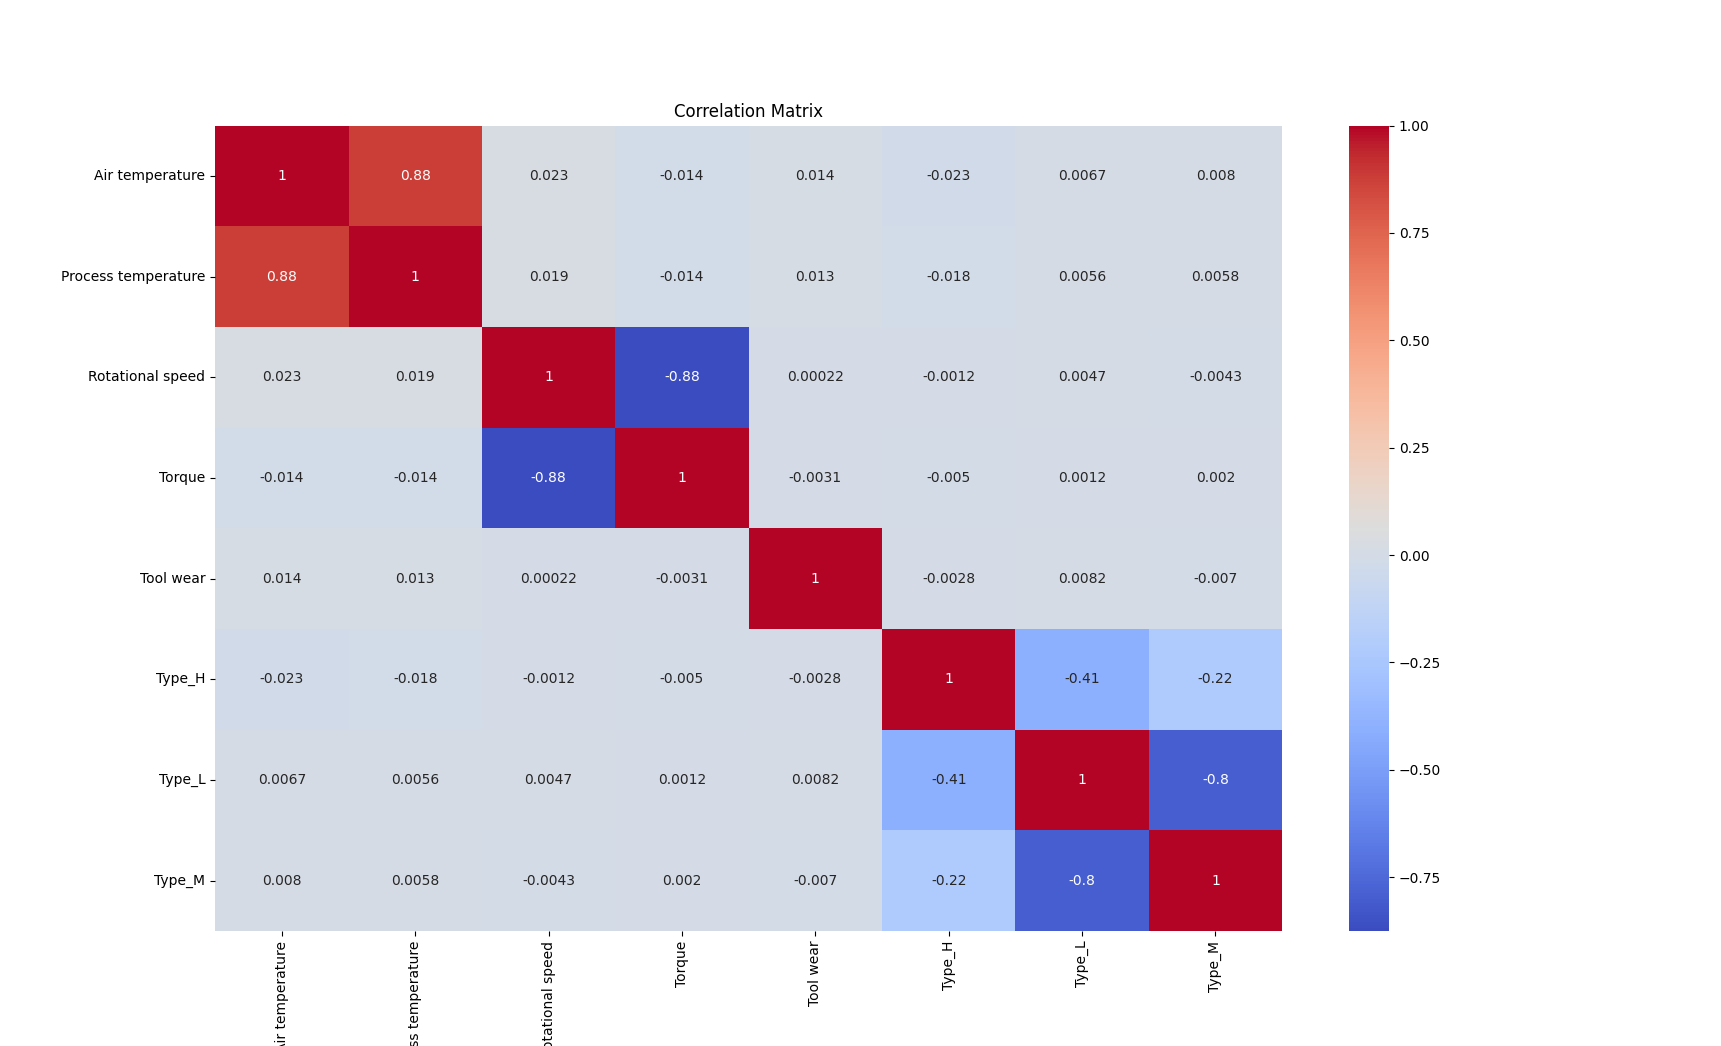 Correlation Matrix
Air temperature 1 0.88 0.023 -0.014 0.014 -0.023 0.0067 0.008
Process temperature 0.88 1 0.019 -0.014 0.013 -0.018 0.0056 0.0058
Rotational speed 0.023 0.019 1 -0.88 0.00022 -0.0012 0.0047 -0.0043
Torque -0.014 -0.014 -0.88 1 -0.0031 -0.005 0.0012 0.002
Tool wear 0.014 0.013 0.00022 -0.0031 1 -0.0028 0.0082 -0.007
Type_H -0.023 -0.018 -0.0012 -0.005 -0.0028 1 -0.41 -0.22
Type_L 0.0067 0.0056 0.0047 0.0012 0.0082 -0.41 1 -0.8
Type_M 0.008 0.0058 -0.0043 0.002 -0.007 -0.22 -0.8 1
Air temperature
ss temperature
otational speed
Torque
Tool wear
Type_H
Type_L
Type_M
1.00
0.75
0.50
0.25
0.00
−0.25
−0.50
−0.75